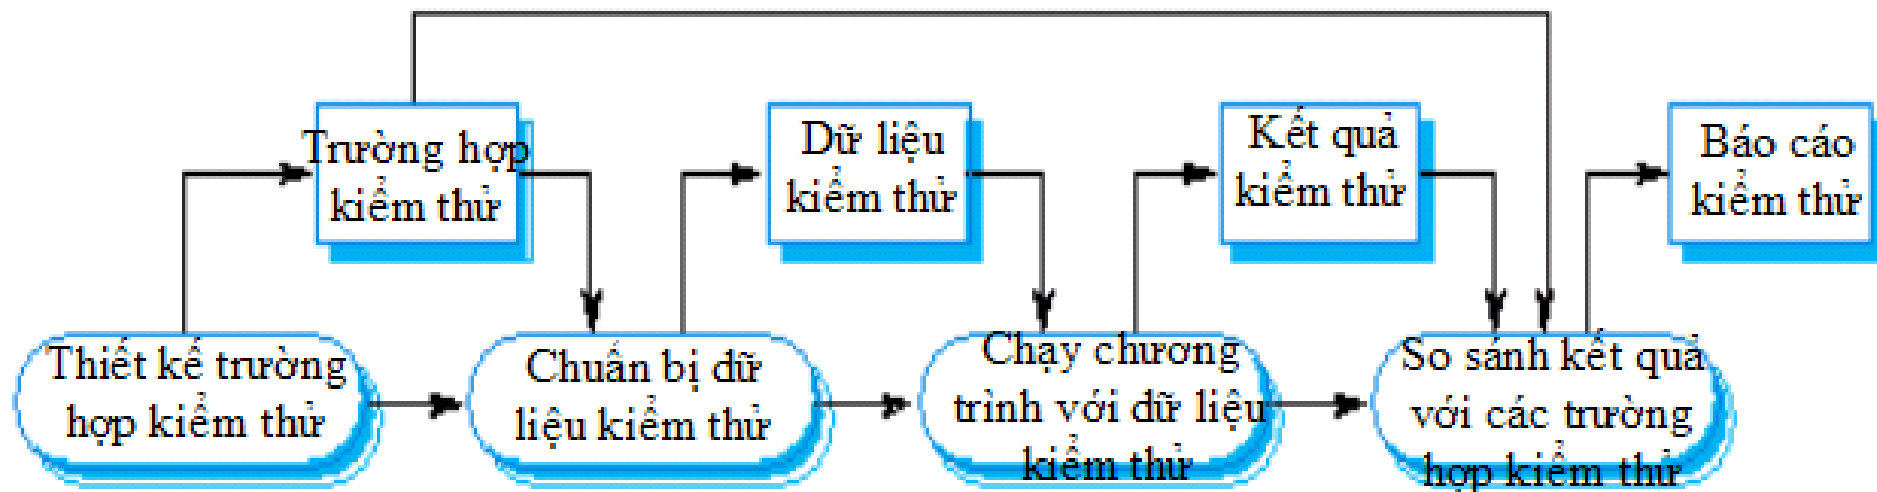 Trường hợp
kiểm thử
Dữ liệu
kiểm thử
Kết quả
kiểm thử
Báo cáo
kiểm thử
Thiết kế trường
hợp kiểm thử
Chuẩn bị dữ
liệu kiểm thử
Chạy chương
trình với dữ liệu
kiểm thử
So sánh kết quả
với các trường
hợp kiểm thử